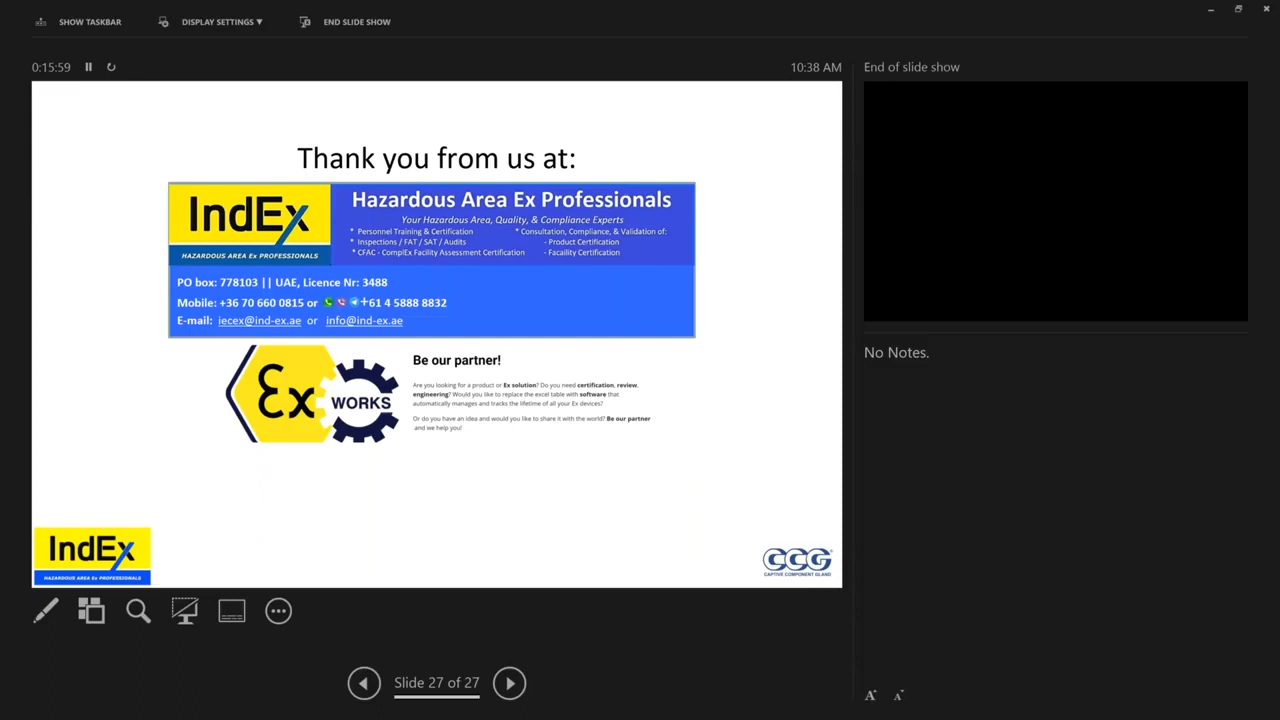 SHOW TASKBAR
DISPLAY SETTINGS ▼
END SLIDE SHOW
0:15:59
10:38 AM
End of slide show
Thank you from us at:
IndEx
HAZARDOUS AREA Ex PROFESSIONALS
Hazardous Area Ex Professionals
Your Hazardous Area, Quality, & Compliance Experts
* Personnel Training & Certification
* Inspections / FAT / SAT / Audits
* CFAC - ComplEx Facility Assessment Certification
* Consultation, Compliance, & Validation of:
- Product Certification
- Facaility Certification
PO box: 778103 || UAE, Licence Nr: 3488
Mobile: +36 70 660 0815 or +61 4 5888 8832
E-mail: iecex@ind-ex.ae or info@ind-ex.ae
Ex WORKS
Be our partner!
Are you looking for a product or Ex solution? Do you need certification, review,
engineering? Would you like to replace the excel table with software that
automatically manages and tracks the lifetime of all your Ex devices?
Or do you have an idea and would you like to share it with the world? Be our partner
and we help you!
IndEx
HAZARDOUS AREA Ex PROFESSIONALS
CCG®
CAPTIVE COMPONENT GLAND
No Notes.
Slide 27 of 27
A A